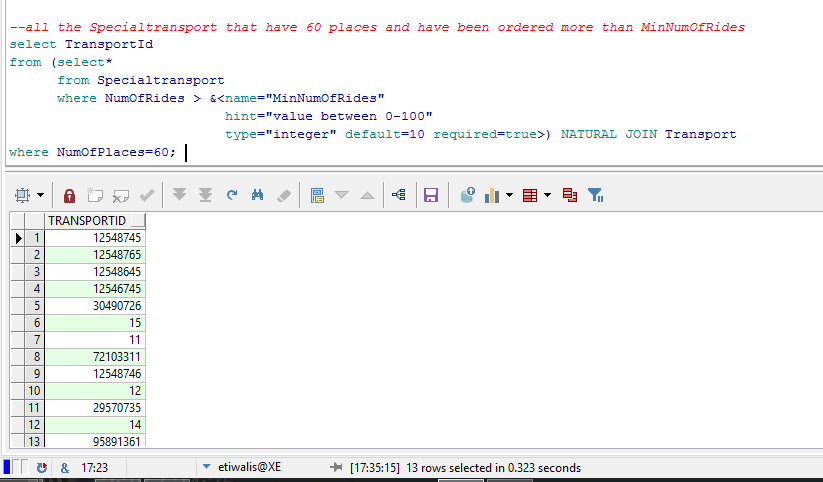 --all the Specialtransport that have 60 places and have been ordered more than MinNumOfRides
select TransportId
from (select*
from Specialtransport
where NumOfRides > &<name="MinNumOfRides"
hint="value between 0-100"
type="integer" default=10 required=true>) NATURAL JOIN Transport
where NumOfPlaces=60;
TRANSPORTID
1 12548745
2 12548765
3 12548645
4 12546745
5 30490726
6 15
7 11
8 72103311
9 12548746
10 12
11 29570735
12 14
13 95891361
& 17:23 etiwalis@XE [17:35:15] 13 rows selected in 0.323 seconds